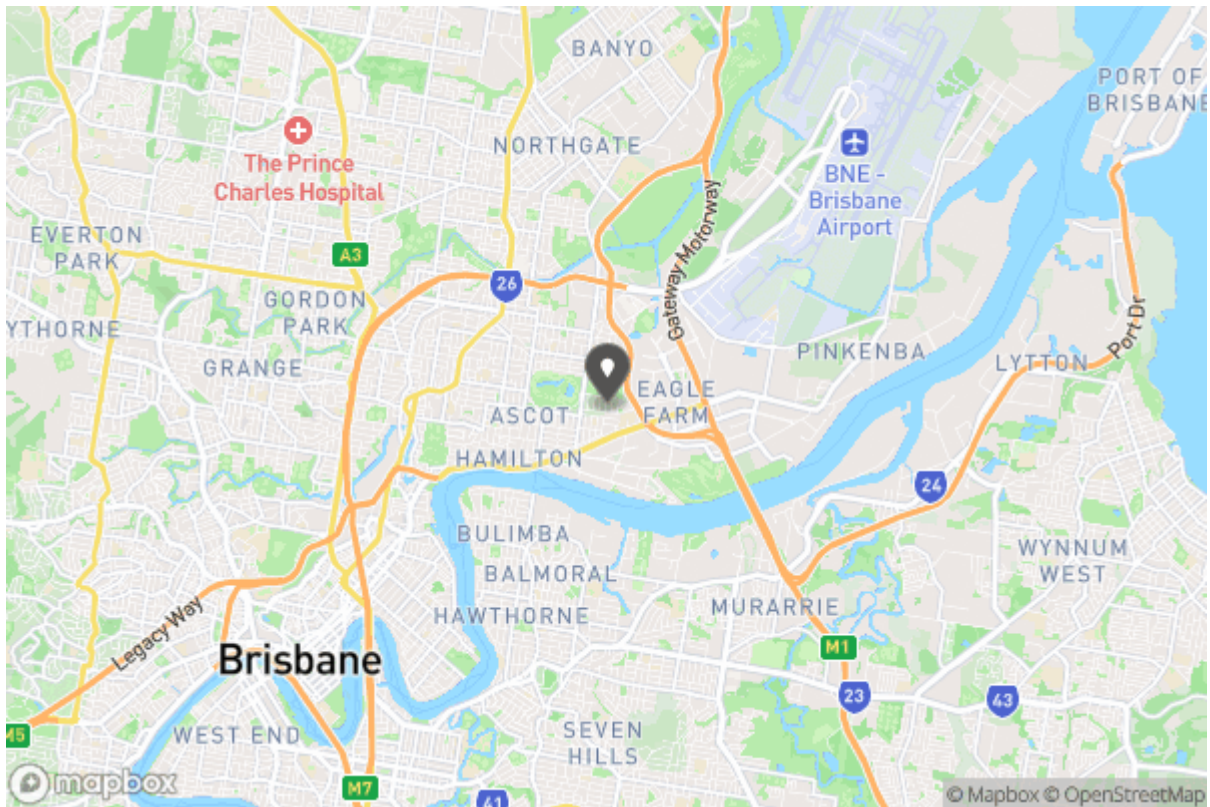 BANYO
PORT OF
BRISBANE
NORTHGATE
The Prince
Charles Hospital
BNE -
Brisbane
Airport
EVERTON
PARK
A3
Gateway Motorway
26
GORDON
PARK
YTHORNE
GRANGE
PINKENBA
LYTTON
Port Dr
EAGLE
FARM
ASCOT
HAMILTON
24
BULIMBA
WYNNUM
WEST
BALMORAL
HAWTHORNE
MURARRIE
Legacy Way
Brisbane
M1
23
43
M5
WEST END
SEVEN
HILLS
M7
41
mapbox
© Mapbox © OpenStreetMap